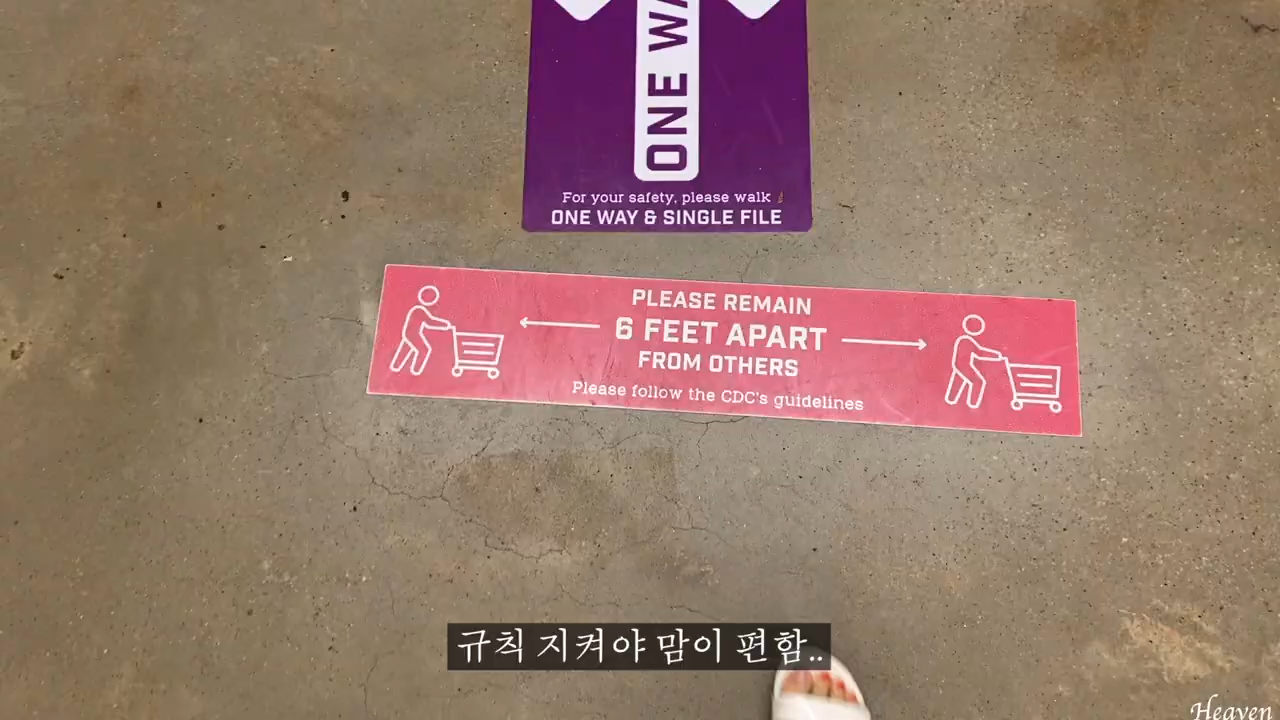 ONE WA
For your safety, please walk
ONE WAY & SINGLE FILE
PLEASE REMAIN
6 FEET APART
FROM OTHERS
Please follow the CDC's guidelines
규칙 지켜야 맘이 편함..
Heaven